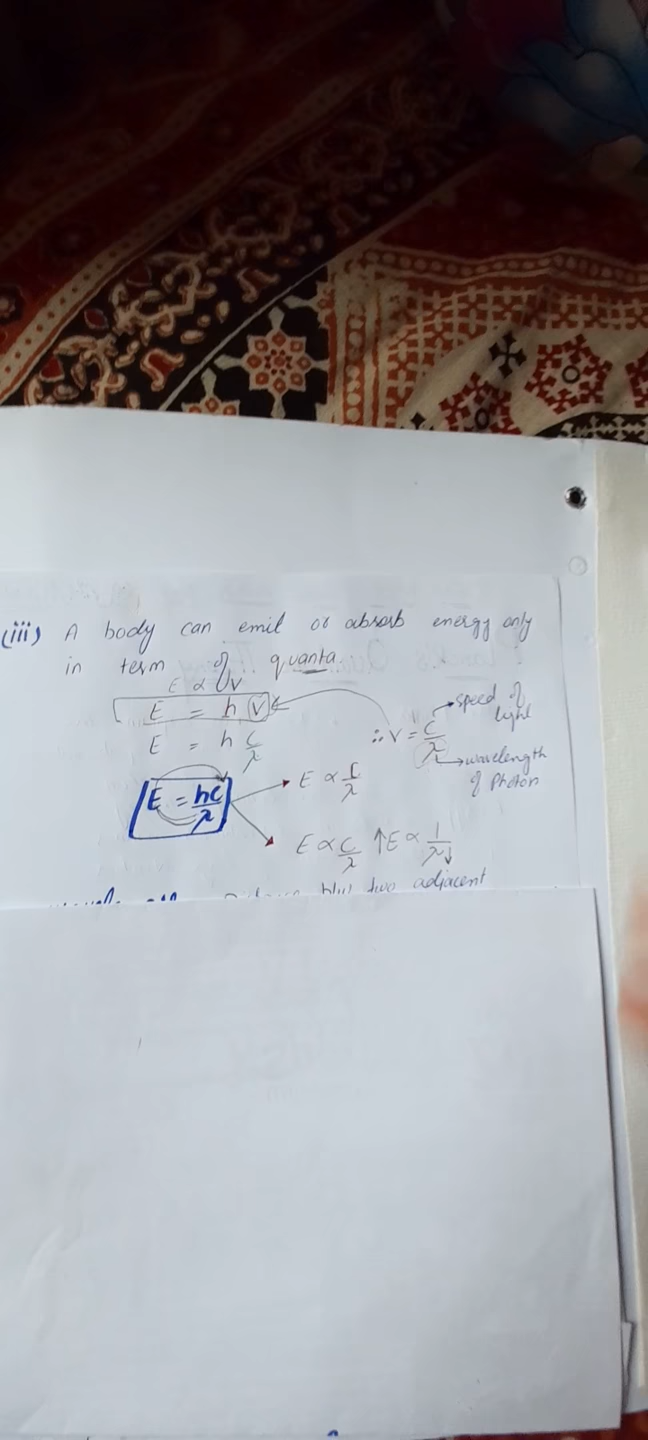 (iii) A body can emit or absorb energy only
in term of quanta.
E ∝ ν
E = h ν
E = h c/λ
∴ ν = c/λ
speed of light
wavelength of Photon
E = hc/λ
E ∝ c/λ
E ∝ c/λ ↑E ∝ 1/λ↓
two adjacent